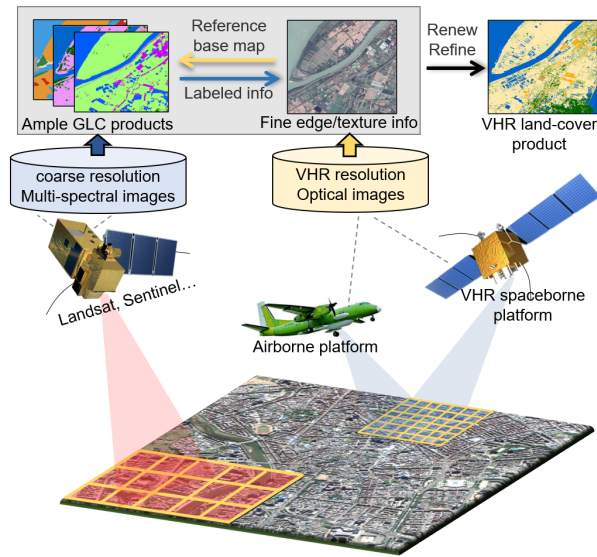 Reference
base map
Labeled info
Renew
Refine
Ample GLC products
Fine edge/texture info
VHR land-cover
product
coarse resolution
Multi-spectral images
VHR resolution
Optical images
Landsat, Sentinel…
Airborne platform
VHR spaceborne
platform